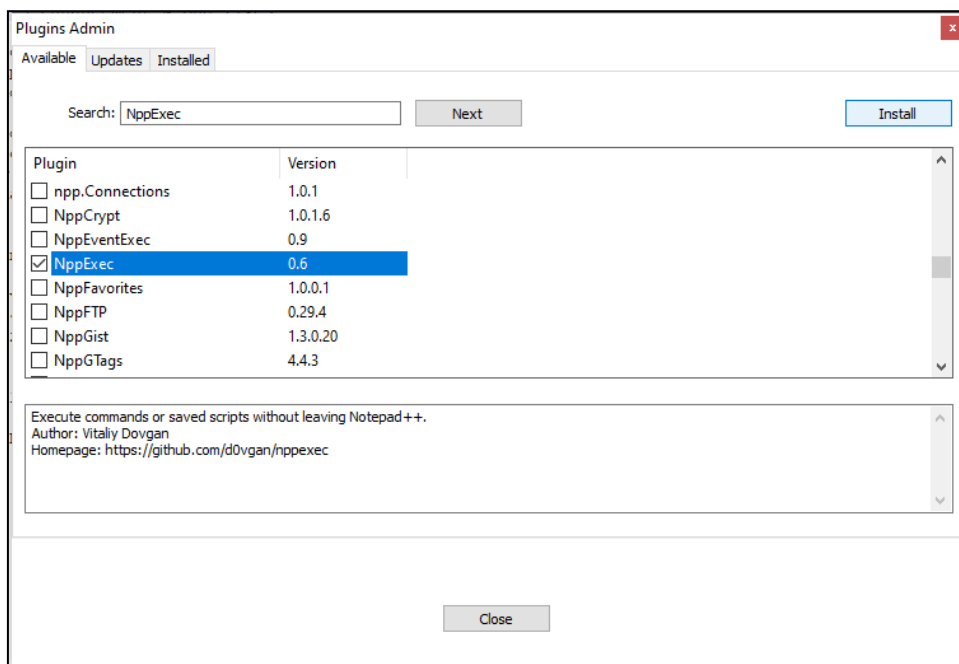 Plugins Admin
x
Available Updates Installed
Search: NppExec Next Install
Plugin Version
npp.Connections 1.0.1
NppCrypt 1.0.1.6
NppEventExec 0.9
NppExec 0.6
NppFavorites 1.0.0.1
NppFTP 0.29.4
NppGist 1.3.0.20
NppGTags 4.4.3
Execute commands or saved scripts without leaving Notepad++.
Author: Vitaliy Dovgan
Homepage: https://github.com/d0vgan/nppexec
Close